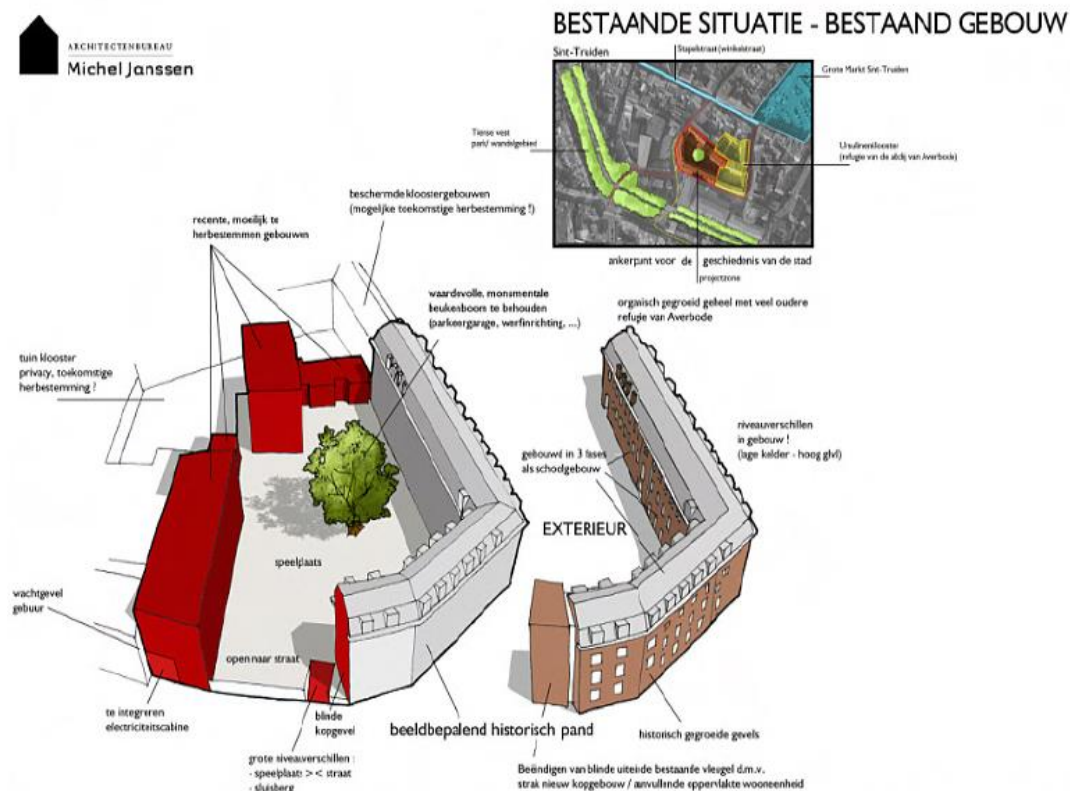 ARCHITECTENBUREAU
Michel Janssen
BESTAANDE SITUATIE - BESTAAND GEBOUW
Sint-Truiden
Stapelstraat (winkelstraat)
Grote Markt Sint-Truiden
Tiense vest
park/ wandelgebied
Ursulinenklooster
(refugie van de abdij van Averbode)
ankerpunt voor de geschiedenis van de stad
projectzone
beschermde kloostergebouwen
(mogelijke toekomstige herbestemming !)
recente, moeilijk te
herbestemmen gebouwen
waardevolle, monumentale
beukenboom te behouden
(parkeergarage, werfinrichting, ...)
organisch gegroeid geheel met veel oudere
refugie van Averbode
tuin klooster
privacy, toekomstige
herbestemming ?
niveauverschillen
in gebouw !
(lage kelder - hoog glvl)
gebouwd in 3 fases
als schoolgebouw
EXTERIEUR
speelplaats
wachtgevel
gebuur
open naar straat
te integreren
electriciteitscabine
blinde
kopgevel
beeldbepalend historisch pand
historisch gegroeide gevels
grote niveauverschillen :
- speelplaats >< straat
- sluisberg
Beëindigen van blinde uiteinde bestaande vleugel d.m.v.
strak nieuw kopgebouw / aanvullende oppervlakte wooneenheid